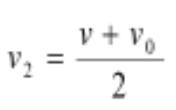 v₂ = (v + v₀) / 2